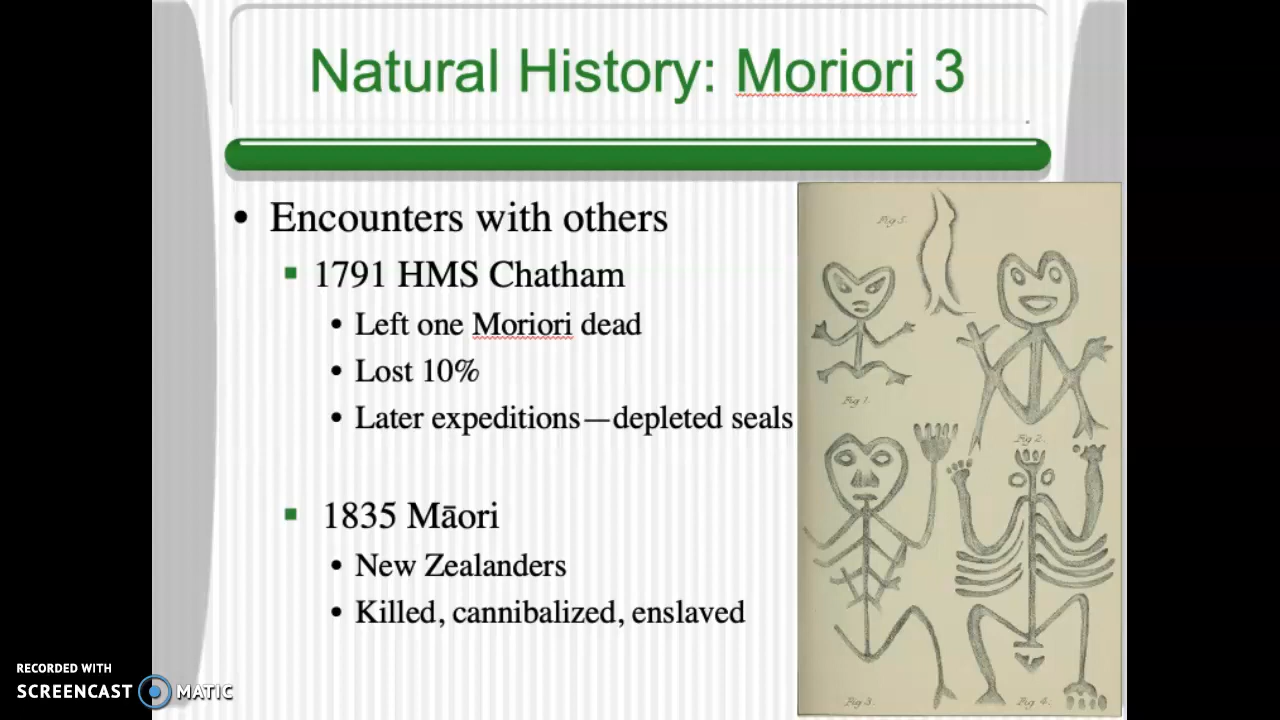 Natural History: Moriori 3
Encounters with others
1791 HMS Chatham
Left one Moriori dead
Lost 10%
Later expeditions—depleted seals
1835 Māori
New Zealanders
Killed, cannibalized, enslaved
Fig 5.
Fig 1.
Fig 2.
Fig 3.
Fig 4.
RECORDED WITH
SCREENCAST MATIC